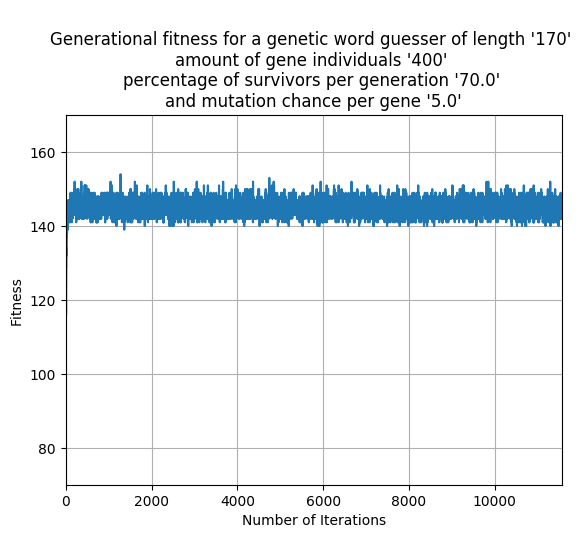 Generational fitness for a genetic word guesser of length '170'
amount of gene individuals '400'
percentage of survivors per generation '70.0'
and mutation chance per gene '5.0'
160
140
120
100
80
Fitness
0 2000 4000 6000 8000 10000
Number of Iterations